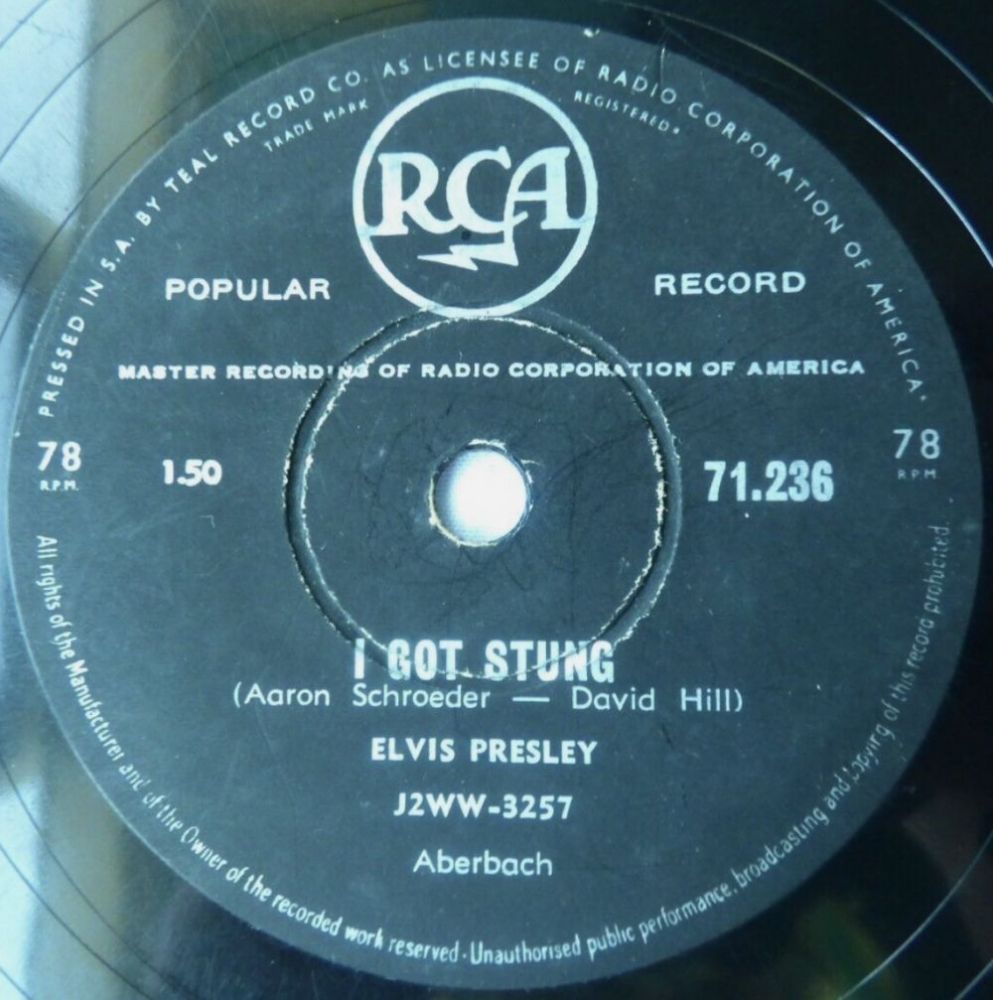 PRESSED IN S.A. BY TEAL RECORD CO. AS LICENSEE OF RADIO CORPORATION OF AMERICA.
TRADE MARK REGISTERED.
RCA
POPULAR RECORD
MASTER RECORDING OF RADIO CORPORATION OF AMERICA
78 78
R.P.M. R.P.M.
1.50 71.236
I GOT STUNG
(Aaron Schroeder — David Hill)
ELVIS PRESLEY
J2WW-3257
Aberbach
All rights of the Manufacturer and of the Owner of the recorded work reserved. Unauthorised public performance, broadcasting and copying of this record prohibited.